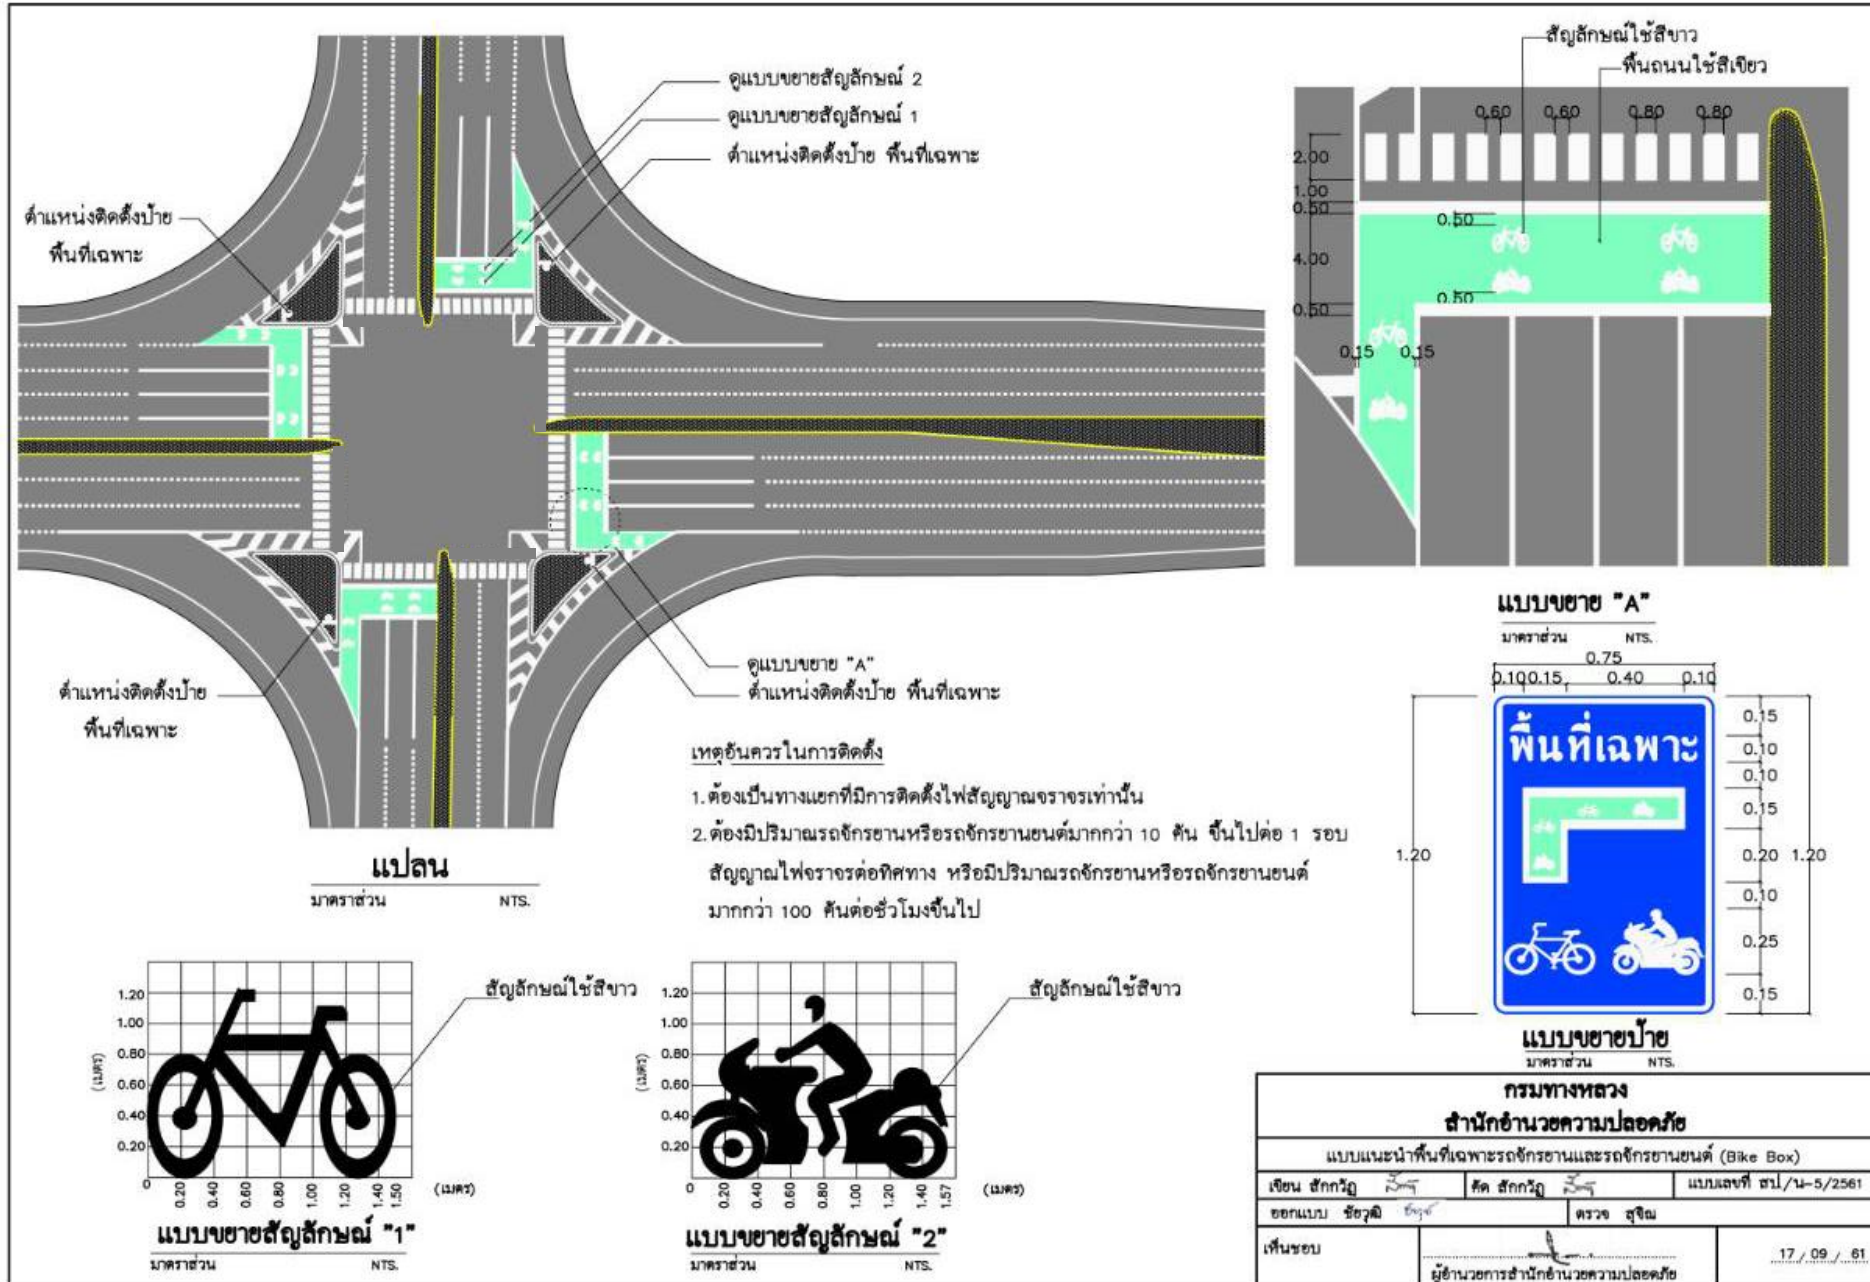 ดูแบบขยายสัญลักษณ์ 2
ดูแบบขยายสัญลักษณ์ 1
ตำแหน่งติดตั้งป้าย พื้นที่เฉพาะ
ตำแหน่งติดตั้งป้าย
พื้นที่เฉพาะ
ตำแหน่งติดตั้งป้าย
พื้นที่เฉพาะ
ดูแบบขยาย "A"
ตำแหน่งติดตั้งป้าย พื้นที่เฉพาะ
แปลน
มาตราส่วน NTS.
สัญลักษณ์ใช้สีขาว
พื้นถนนใช้สีเขียว
0.60 0.60 0.80 0.80
2.00
1.00
0.50
0.50
4.00
0.50
0.50
0.15 0.15
แบบขยาย "A"
มาตราส่วน NTS.
เหตุอันควรในการติดตั้ง
1. ต้องเป็นทางแยกที่มีการติดตั้งไฟสัญญาณจราจรเท่านั้น
2. ต้องมีปริมาณรถจักรยานหรือรถจักรยานยนต์มากกว่า 10 คัน ขึ้นไปต่อ 1 รอบ
สัญญาณไฟจราจรต่อทิศทาง หรือมีปริมาณรถจักรยานหรือรถจักรยานยนต์
มากกว่า 100 คันต่อชั่วโมงขึ้นไป
0.75
0.10 0.15 0.40 0.10
พื้นที่เฉพาะ
0.15
0.10
0.10
0.15
0.20
0.10
0.25
0.15
1.20
1.20
แบบขยายป้าย
มาตราส่วน NTS.
1.20
1.00
0.80
0.60
0.40
0.20
(เมตร)
0 0.20 0.40 0.60 0.80 1.00 1.20 1.40 1.50 (เมตร)
สัญลักษณ์ใช้สีขาว
แบบขยายสัญลักษณ์ "1"
มาตราส่วน NTS.
1.20
1.00
0.80
0.60
0.40
0.20
(เมตร)
0 0.20 0.40 0.60 0.80 1.00 1.20 1.40 1.57 (เมตร)
สัญลักษณ์ใช้สีขาว
แบบขยายสัญลักษณ์ "2"
มาตราส่วน NTS.
กรมทางหลวง
สำนักอำนวยความปลอดภัย
แบบแนะนำพื้นที่เฉพาะรถจักรยานและรถจักรยานยนต์ (Bike Box)
เขียน สักกวัฏ คัด สักกวัฏ แบบเลขที่ สป./น-5/2561
ออกแบบ ชัยวุฒิ ตรวจ สุจิณ
เห็นชอบ
ผู้อำนวยการสำนักอำนวยความปลอดภัย
17 / 09 / 61